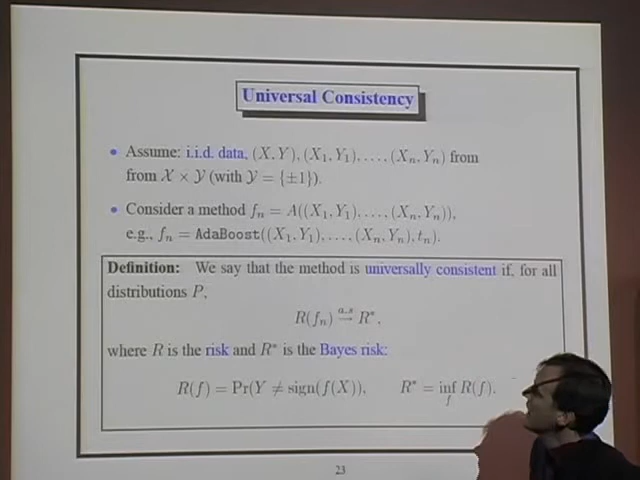 Universal Consistency
• Assume: i.i.d. data, (X, Y), (X₁, Y₁), . . . , (Xₙ, Yₙ) from
from 𝒳 × 𝒴 (with 𝒴 = {±1}).
• Consider a method fₙ = A((X₁, Y₁), . . . , (Xₙ, Yₙ)),
e.g., fₙ = AdaBoost((X₁, Y₁), . . . , (Xₙ, Yₙ), tₙ).
Definition: We say that the method is universally consistent if, for all
distributions P,
R(fₙ) a.s→ R*,
where R is the risk and R* is the Bayes risk:
R(f) = Pr(Y ≠ sign(f(X)), R* = inf_f R(f).
23